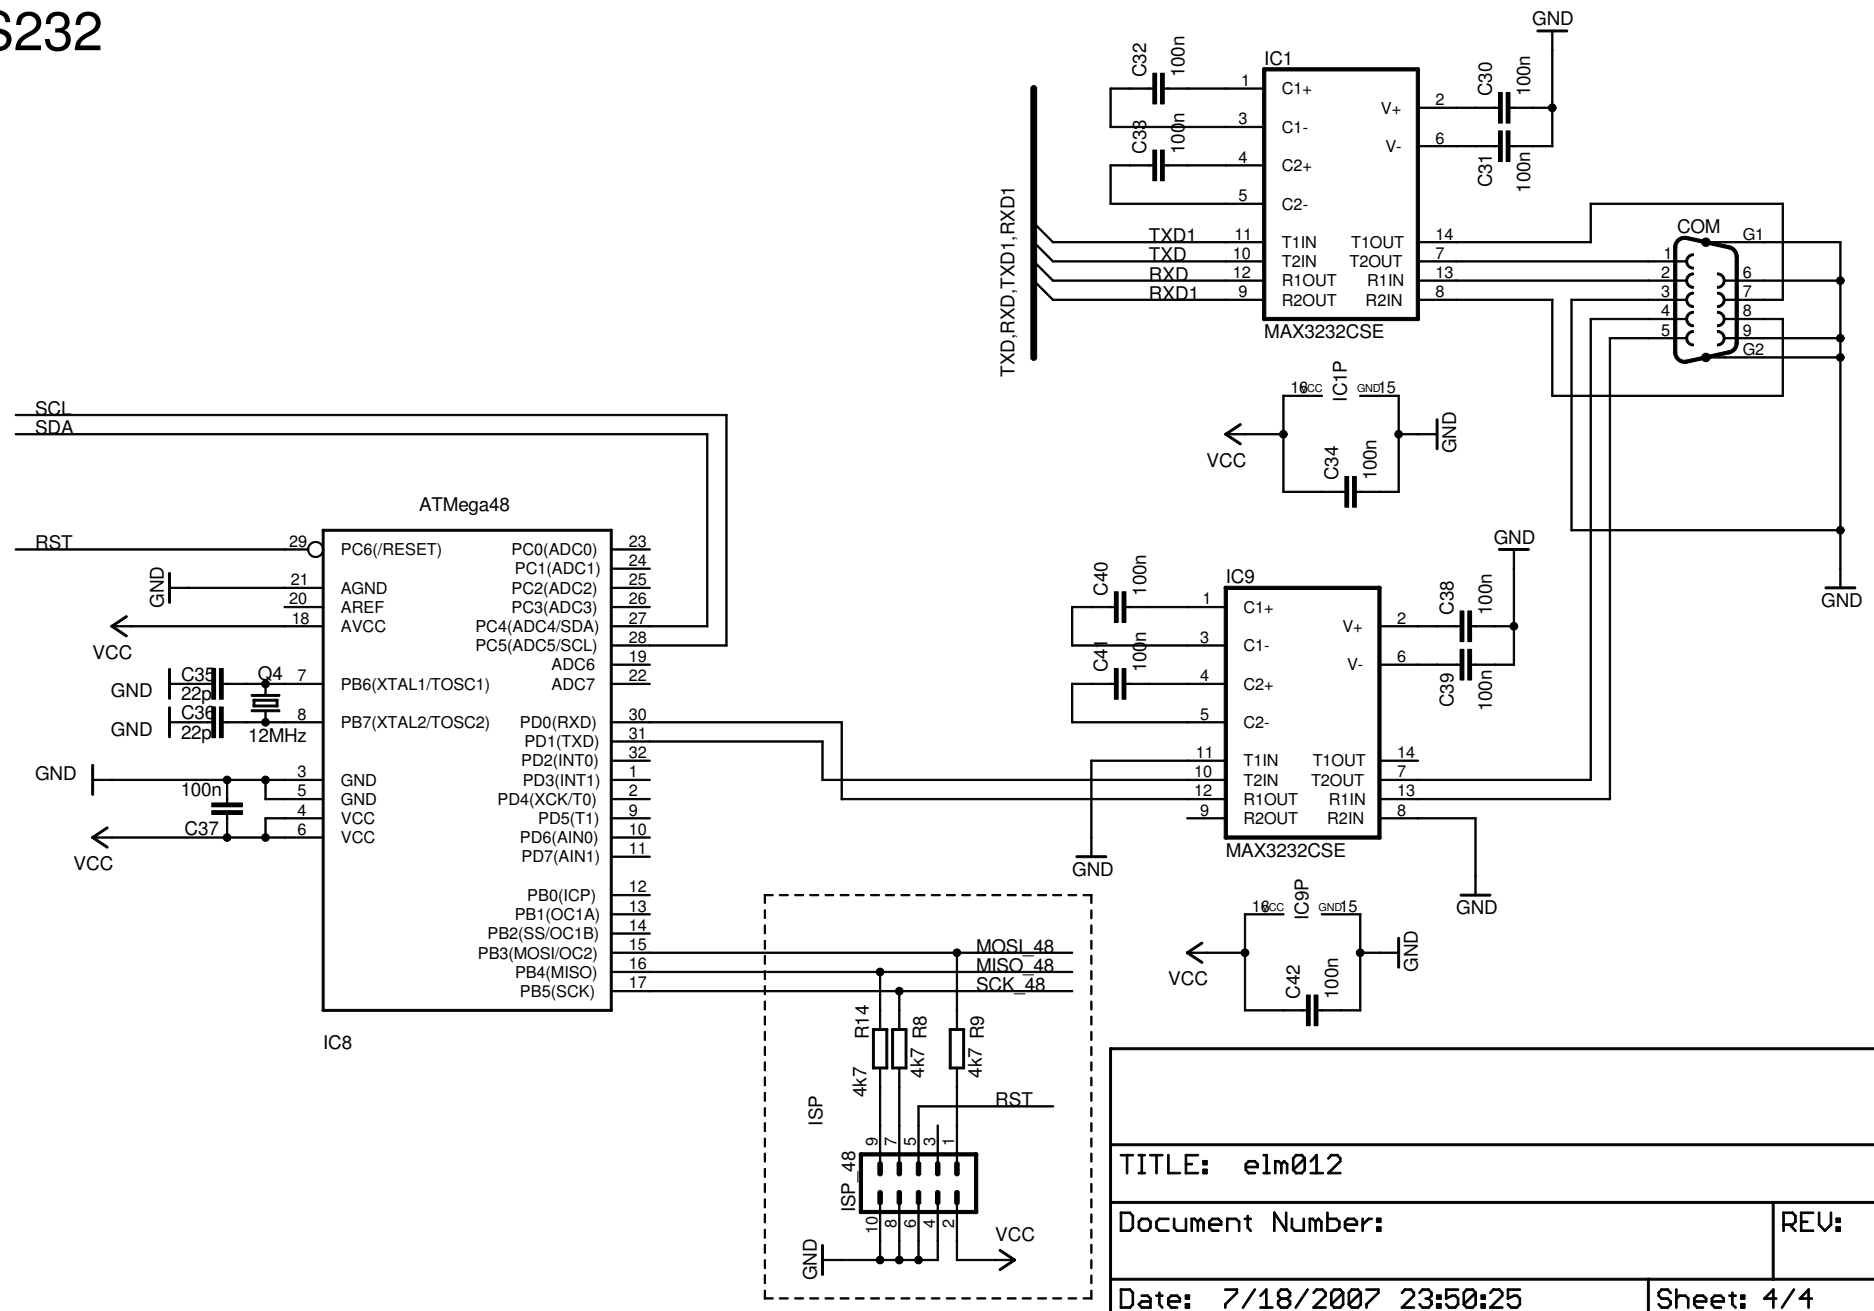 S232
GND
IC1
C32
100n
C33
100n
1
C1+
3
C1-
4
C2+
5
C2-
V+
2
V-
6
C30
100n
C31
100n
TXD,RXD,TXD1,RXD1
TXD1
11
T1IN
T1OUT
14
TXD
10
T2IN
T2OUT
7
RXD
12
R1OUT
R1IN
13
RXD1
9
R2OUT
R2IN
8
MAX3232CSE
COM
G1
1
2
3
4
5
6
7
8
9
G2
GND
16
VCC
IC1P
GND
15
VCC
GND
C34
100n
SCL
SDA
ATMega48
RST
29
PC6(/RESET)
GND
21
AGND
20
AREF
18
AVCC
VCC
C35
22p
Q4
7
PB6(XTAL1/TOSC1)
GND
C36
22p
12MHz
8
PB7(XTAL2/TOSC2)
GND
GND
3
GND
100n
5
GND
4
VCC
C37
6
VCC
VCC
PC0(ADC0)
23
PC1(ADC1)
24
PC2(ADC2)
25
PC3(ADC3)
26
PC4(ADC4/SDA)
27
PC5(ADC5/SCL)
28
ADC6
19
ADC7
22
PD0(RXD)
30
PD1(TXD)
31
PD2(INT0)
32
PD3(INT1)
1
PD4(XCK/T0)
2
PD5(T1)
9
PD6(AIN0)
10
PD7(AIN1)
11
PB0(ICP)
12
PB1(OC1A)
13
PB2(SS/OC1B)
14
PB3(MOSI/OC2)
15
PB4(MISO)
16
PB5(SCK)
17
IC8
GND
IC9
C40
100n
C41
100n
1
C1+
3
C1-
4
C2+
5
C2-
V+
2
V-
6
C38
100n
C39
100n
11
T1IN
T1OUT
14
10
T2IN
T2OUT
7
12
R1OUT
R1IN
13
9
R2OUT
R2IN
8
MAX3232CSE
GND
GND
16
VCC
IC9P
GND
15
VCC
GND
C42
100n
MOSI_48
MISO_48
SCK_48
R14
4k7
R8
4k7
R9
4k7
ISP
RST
9
7
5
3
1
ISP_48
10
8
6
4
2
GND
VCC
TITLE: elm012
Document Number:
REV:
Date: 7/18/2007 23:50:25
Sheet: 4/4